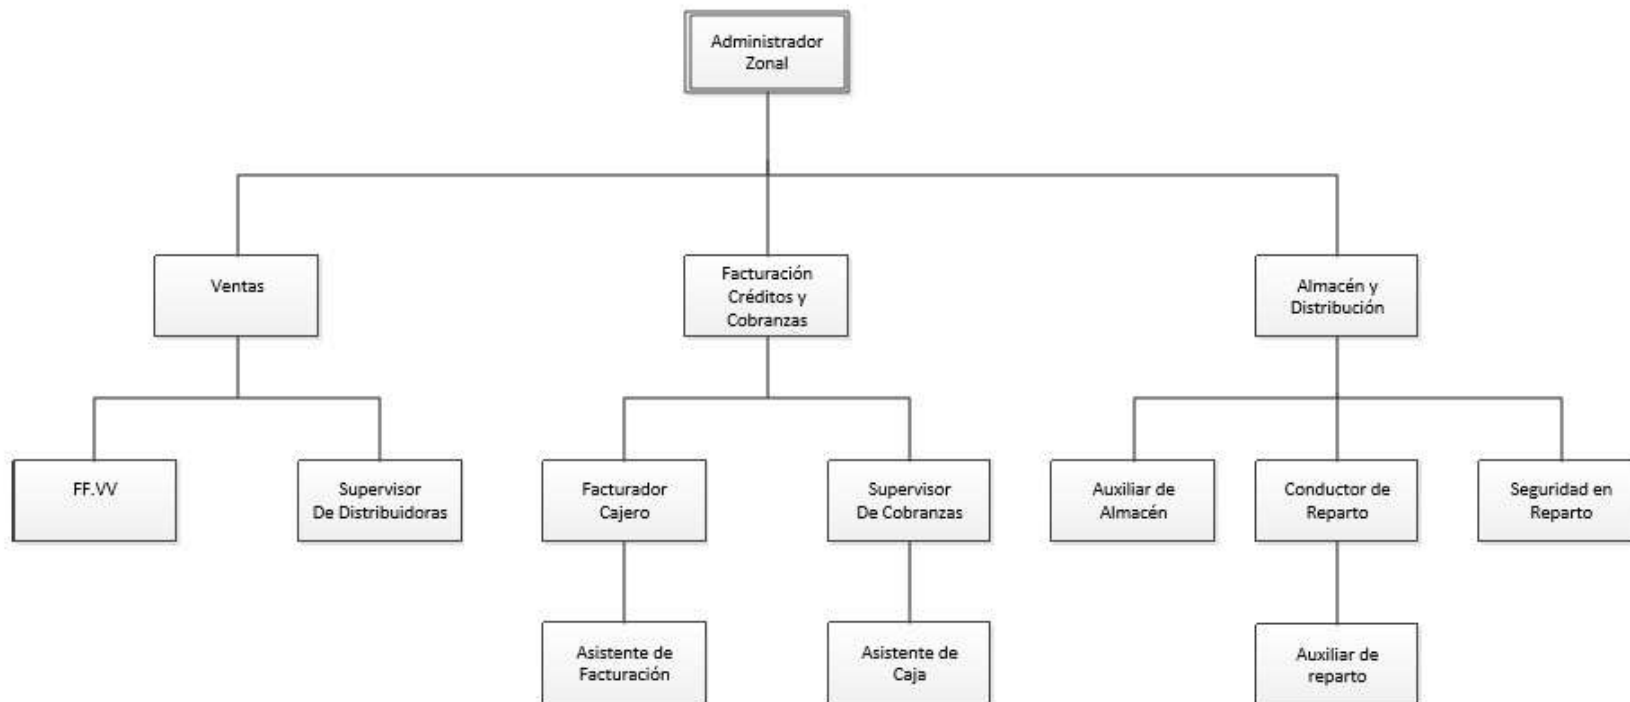 Administrador
Zonal
Ventas
Facturación
Créditos y
Cobranzas
Almacén y
Distribución
FF.VV
Supervisor
De Distribuidoras
Facturador
Cajero
Supervisor
De Cobranzas
Auxiliar de
Almacén
Conductor de
Reparto
Seguridad en
Reparto
Asistente de
Facturación
Asistente de
Caja
Auxiliar de
reparto